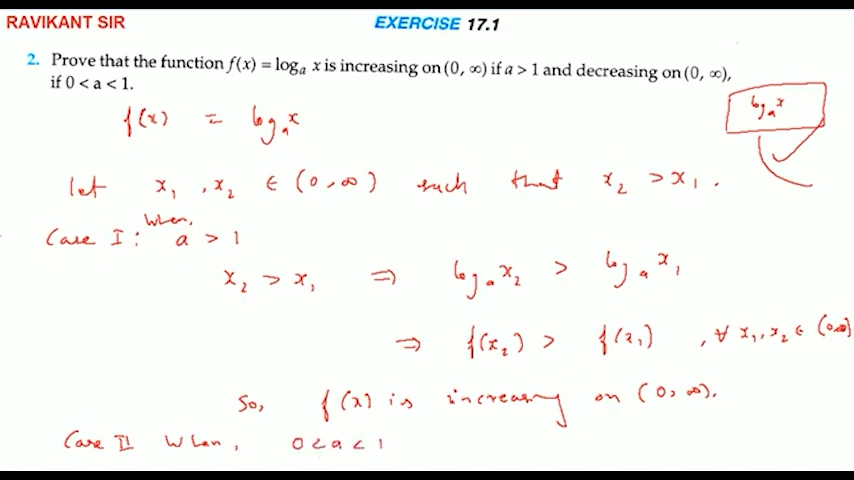 RAVIKANT SIR
EXERCISE 17.1
2. Prove that the function f(x) = logₐ x is increasing on (0, ∞) if a > 1 and decreasing on (0, ∞),
if 0 < a < 1.
f(x) = logₐx
logₐx
let x₁, x₂ ∈ (0, ∞) such that x₂ > x₁.
Case I: When, a > 1
x₂ > x₁ ⇒ logₐx₂ > logₐx₁
⇒ f(x₂) > f(x₁), ∀ x₁, x₂ ∈ (0, ∞)
So, f(x) is increasing on (0, ∞).
Case II When, 0 < a < 1